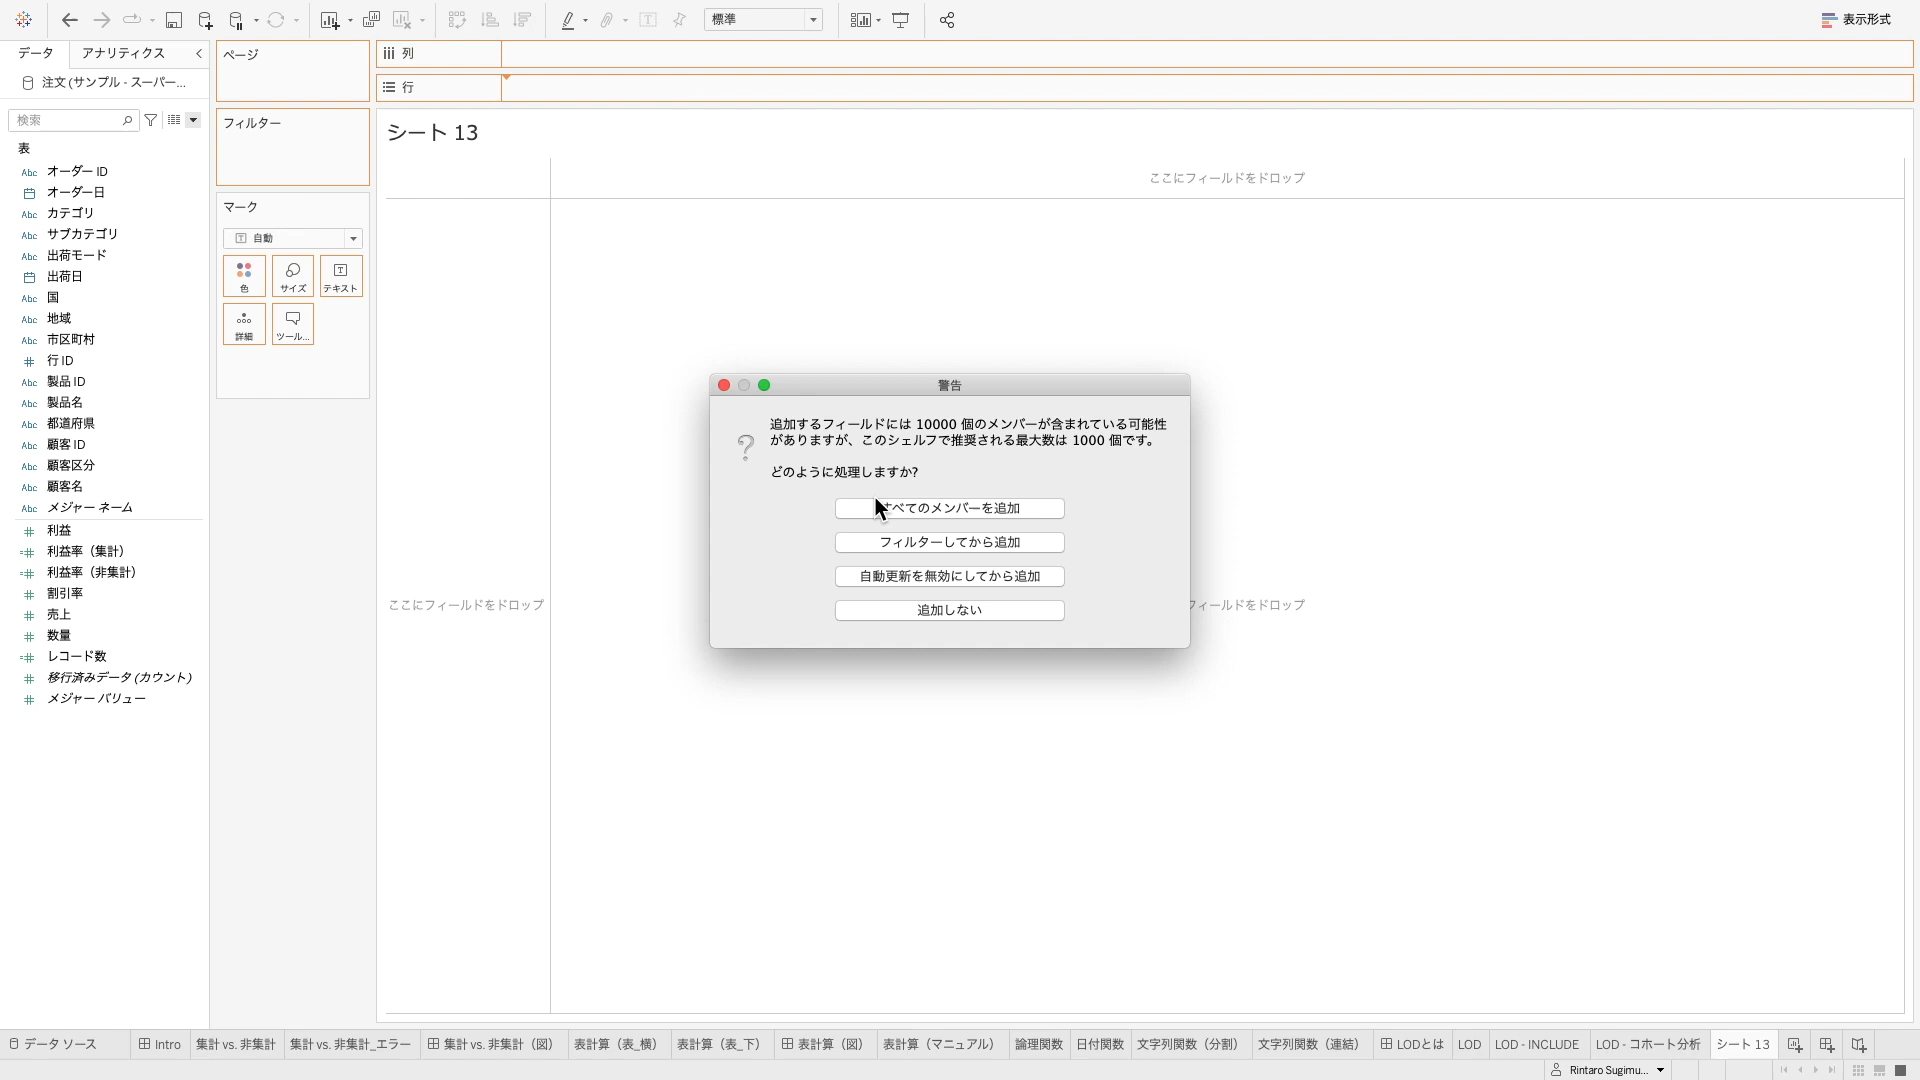 標準
表示形式
データ
アナリティクス
ページ
列
注文 (サンプル - スーパー...
行
検索
フィルター
シート 13
表
Abc オーダー ID
オーダー日
Abc カテゴリ
Abc サブカテゴリ
Abc 出荷モード
出荷日
Abc 国
Abc 地域
Abc 市区町村
行 ID
Abc 製品 ID
Abc 製品名
Abc 都道府県
Abc 顧客 ID
Abc 顧客区分
Abc 顧客名
Abc メジャー ネーム
利益
利益率（集計）
利益率（非集計）
割引率
売上
数量
レコード数
移行済みデータ (カウント)
メジャー バリュー
マーク
自動
色
サイズ
テキスト
詳細
ツール...
ここにフィールドをドロップ
ここにフィールドをドロップ
フィールドをドロップ
警告
追加するフィールドには 10000 個のメンバーが含まれている可能性
がありますが、このシェルフで推奨される最大数は 1000 個です。
どのように処理しますか?
べてのメンバーを追加
フィルターしてから追加
自動更新を無効にしてから追加
追加しない
データ ソース
Intro
集計 vs. 非集計
集計 vs. 非集計_エラー
集計 vs. 非集計（図）
表計算（表_横）
表計算（表_下）
表計算（図）
表計算（マニュアル）
論理関数
日付関数
文字列関数（分割）
文字列関数（連結）
LODとは
LOD
LOD - INCLUDE
LOD - コホート分析
シート 13
Rintaro Sugimu...